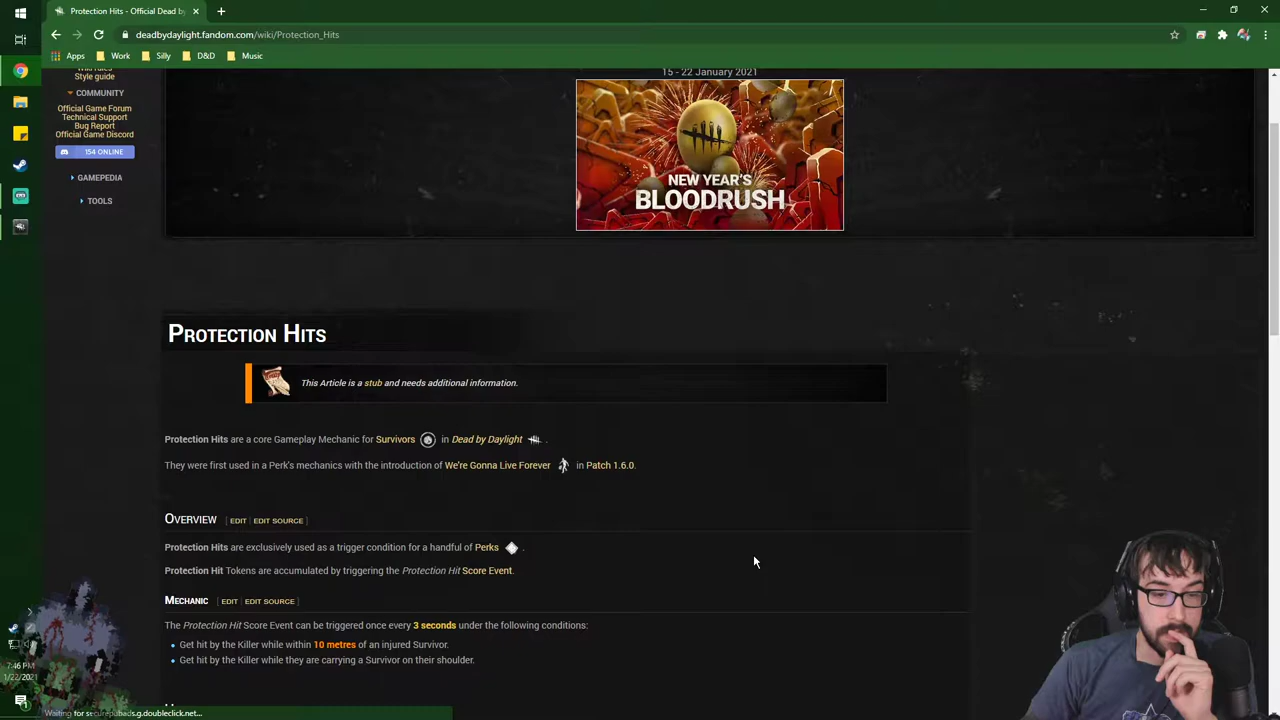 Protection Hits - Official Dead by
deadbydaylight.fandom.com/wiki/Protection_Hits
Apps Work Silly D&D Music
Style guide
COMMUNITY
Official Game Forum
Technical Support
Bug Report
Official Game Discord
154 ONLINE
GAMEPEDIA
TOOLS
15 - 22 January 2021
NEW YEAR'S
BLOODRUSH
PROTECTION HITS
This Article is a stub and needs additional information.
Protection Hits are a core Gameplay Mechanic for Survivors in Dead by Daylight .
They were first used in a Perk's mechanics with the introduction of We're Gonna Live Forever in Patch 1.6.0.
OVERVIEW [ EDIT | EDIT SOURCE ]
Protection Hits are exclusively used as a trigger condition for a handful of Perks .
Protection Hit Tokens are accumulated by triggering the Protection Hit Score Event.
MECHANIC [ EDIT | EDIT SOURCE ]
The Protection Hit Score Event can be triggered once every 3 seconds under the following conditions:
• Get hit by the Killer while within 10 metres of an injured Survivor.
• Get hit by the Killer while they are carrying a Survivor on their shoulder.
7:46 PM
1/22/2021